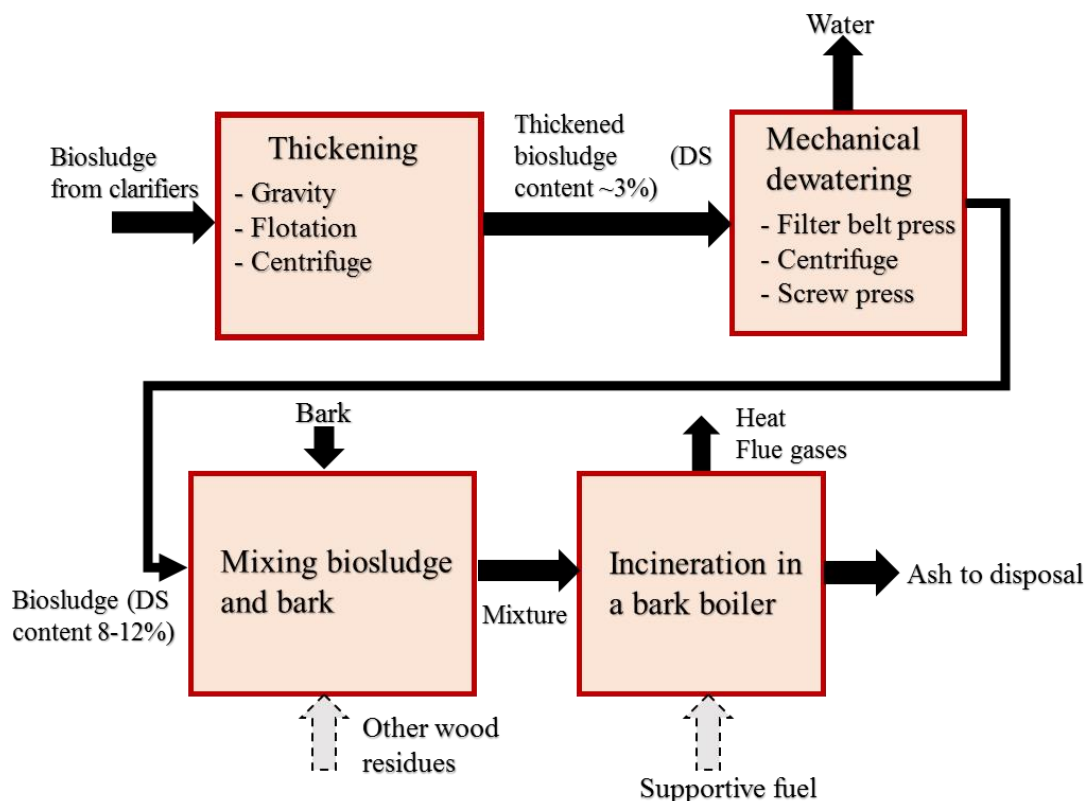 Water
Biosludge
from clarifiers
Thickening
- Gravity
- Flotation
- Centrifuge
Thickened
biosludge (DS
content ~3%)
Mechanical
dewatering
- Filter belt press
- Centrifuge
- Screw press
Biosludge (DS
content 8-12%)
Bark
Mixing biosludge
and bark
Other wood
residues
Mixture
Heat
Flue gases
Incineration in
a bark boiler
Supportive fuel
Ash to disposal